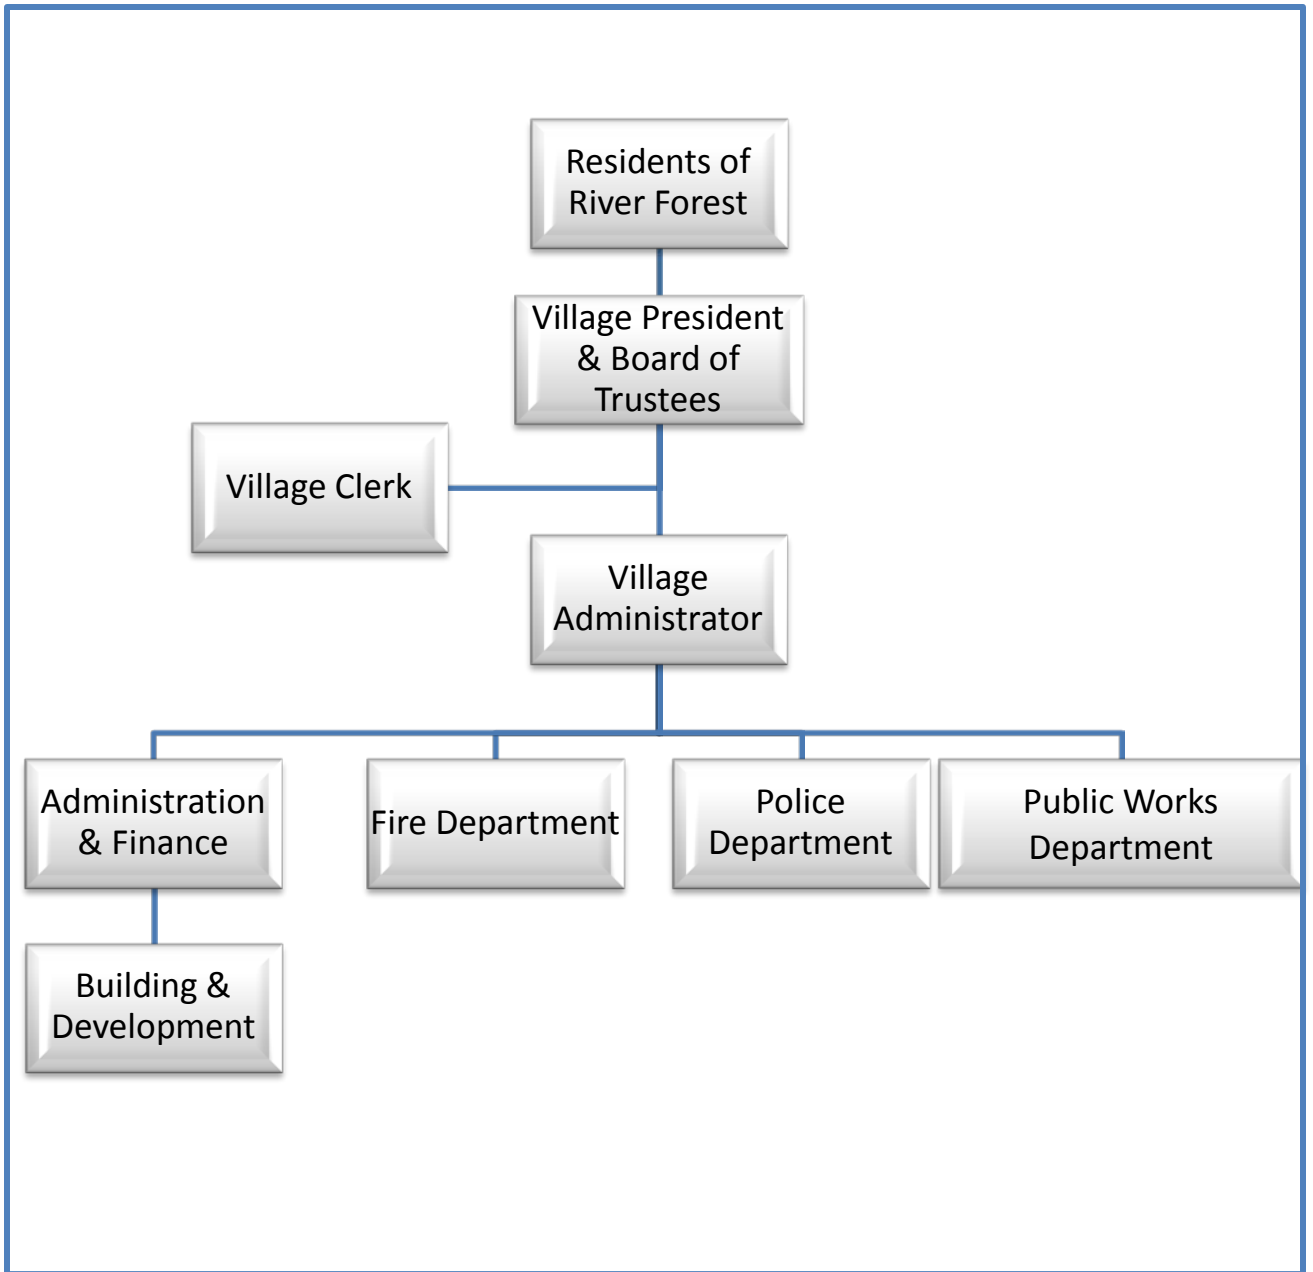 Residents of
River Forest
Village President
& Board of
Trustees
Village Clerk
Village
Administrator
Administration
& Finance
Fire Department
Police
Department
Public Works
Department
Building &
Development